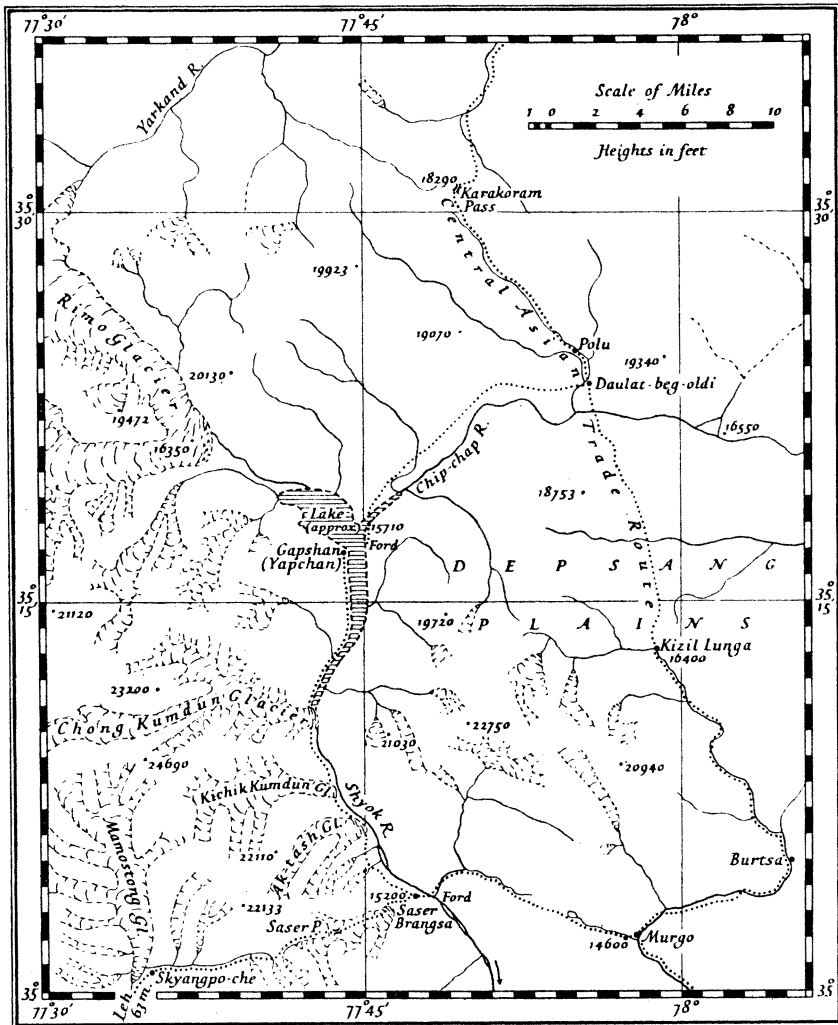 77° 30' 77° 45' 78°
Yarkand R.
Scale of Miles
1 0 2 4 6 8 10
Heights in feet
18290
Karakoram
Pass
35° 30' 35° 30'
Central Asian Trade Route
19923
Rimo Glacier
19070
Polu
19340
Daulat-beg-oldi
20130
19472
16350
16550
Chip-chap R.
18753
Lake
(approx)
15710
Gapshan
(Yapchan)
Ford
DEPSANG
35° 15' 35° 15'
21120
19720
PLAINS
Kizil Lunga
16400
23200
Chong Kumdun Glacier
22750
21030
24690
20940
Kichik Kumdun Gl.
Shyok R.
Mamostong Gl.
Ak-tash Gl.
22110
Burtsa
15200
Ford
22133
Saser
Brangsa
Saser P.
14600
Murgo
Skyangpo-che
Leh
63m.
35° 35°
77° 30' 77° 45' 78°